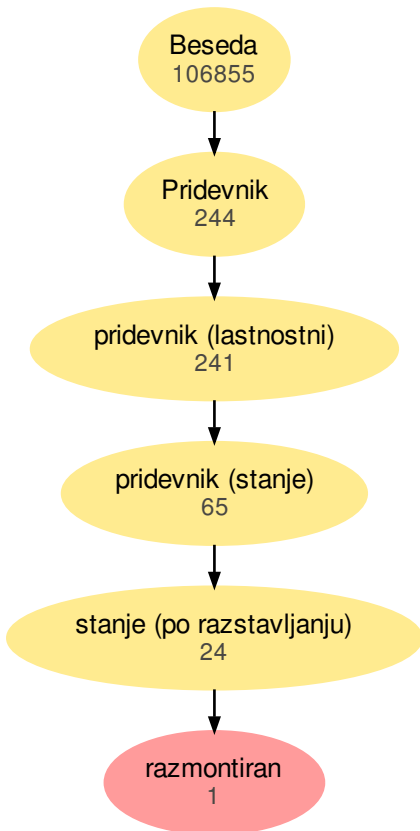 Beseda
106855
Pridevnik
244
pridevnik (lastnostni)
241
pridevnik (stanje)
65
stanje (po razstavljanju)
24
razmontiran
1